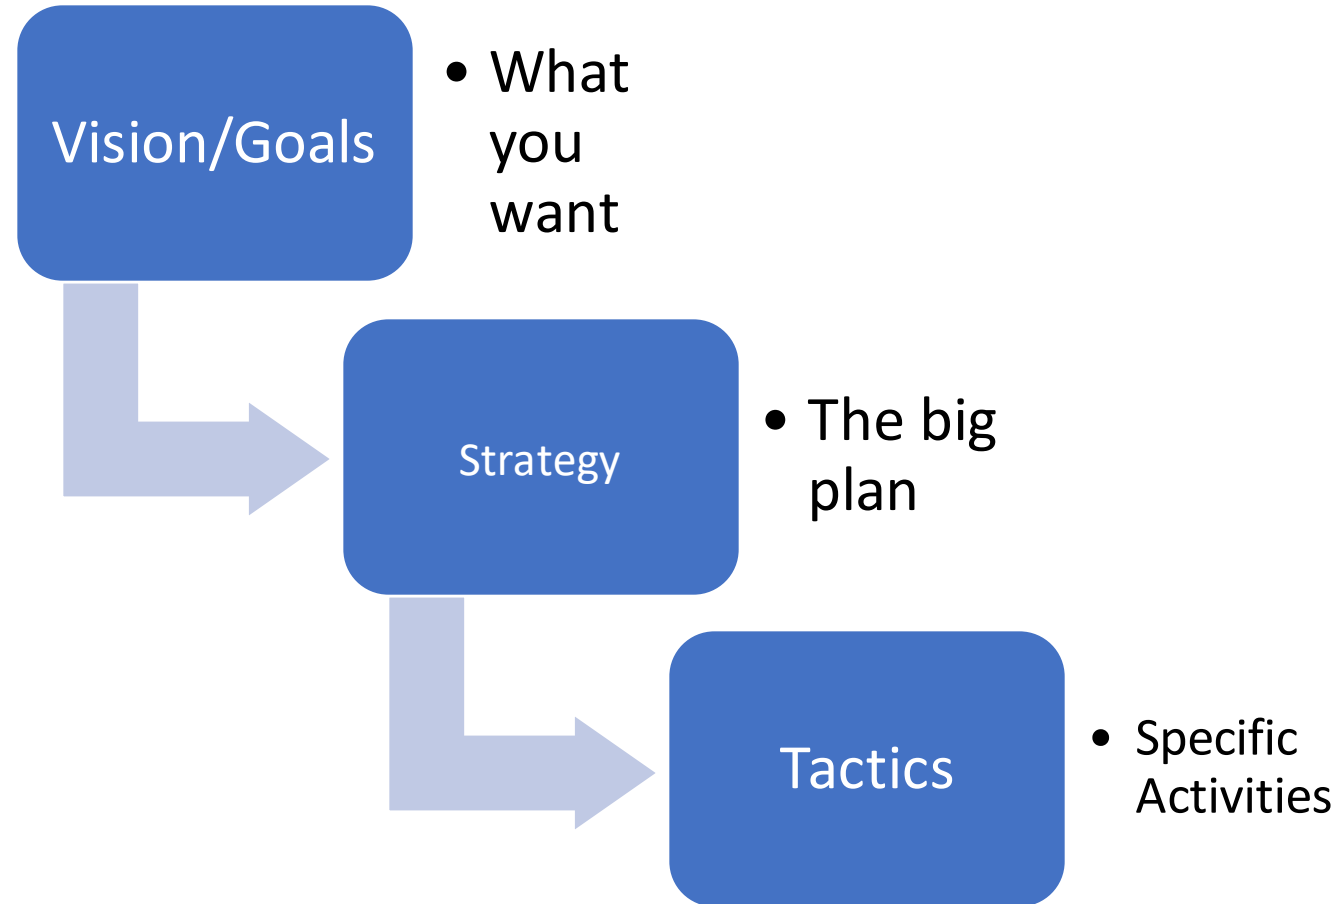 Vision/Goals
• What
you
want
Strategy
• The big
plan
Tactics
• Specific
Activities